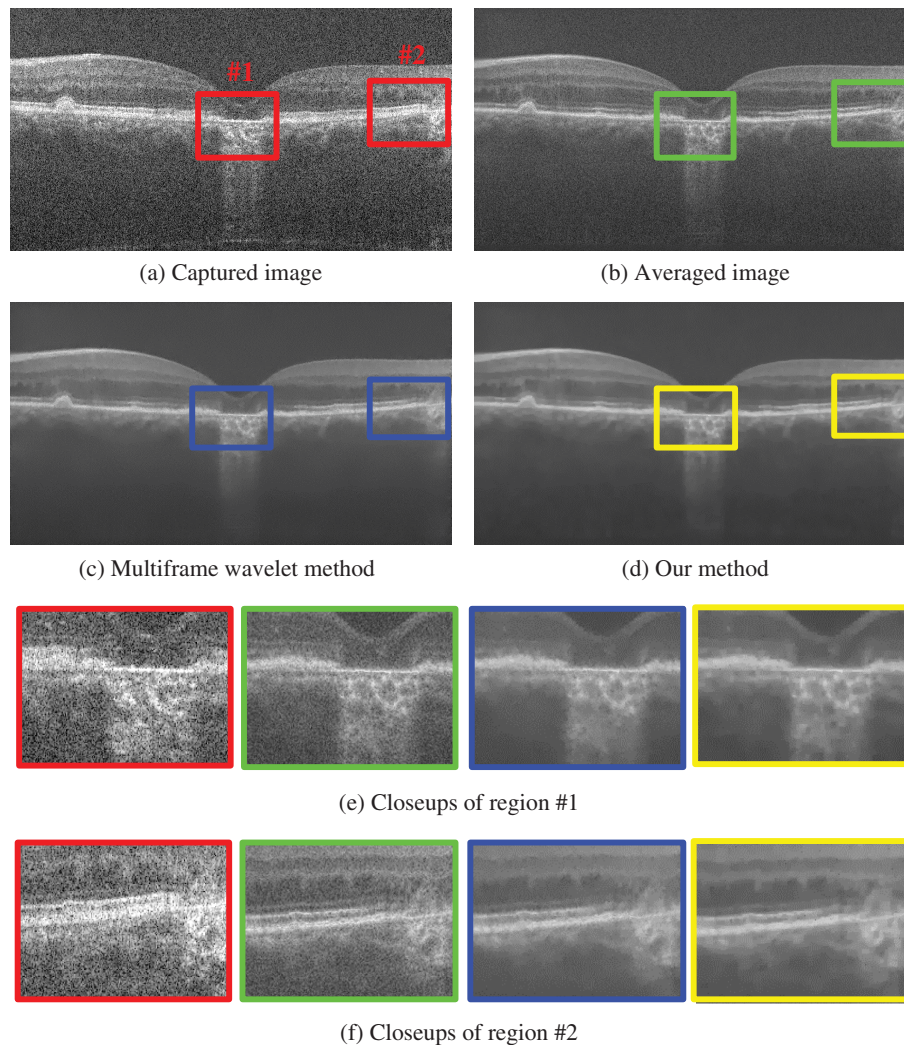 #1
#2
(a) Captured image
(b) Averaged image
(c) Multiframe wavelet method
(d) Our method
(e) Closeups of region #1
(f) Closeups of region #2